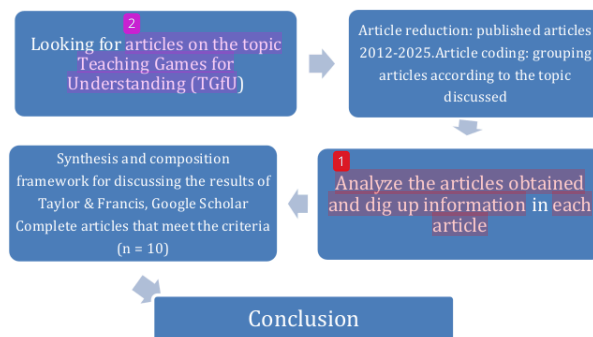 2
Looking for articles on the topic
Teaching Games for
Understanding (TGfU)
Article reduction: published articles
2012-2025.Article coding: grouping
articles according to the topic
discussed
1
Analyze the articles obtained
and dig up information in each
article
Synthesis and composition
framework for discussing the results of
Taylor & Francis, Google Scholar
Complete articles that meet the criteria
(n = 10)
Conclusion